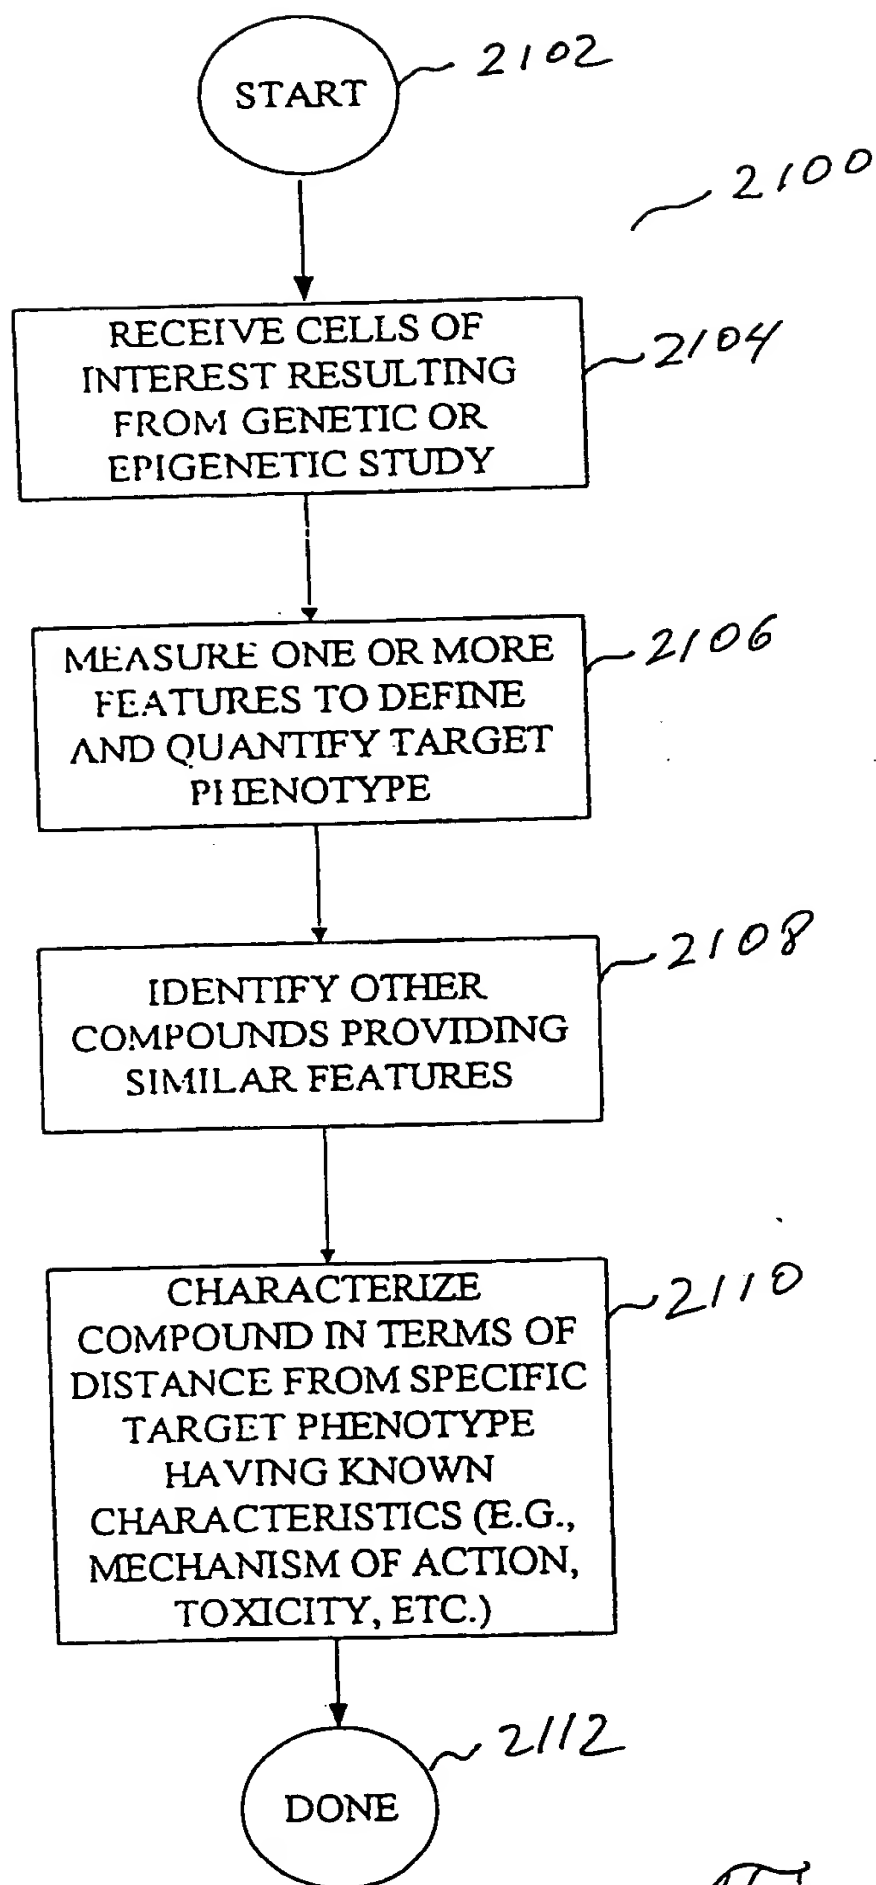 START
2102
2100
RECEIVE CELLS OF
INTEREST RESULTING
FROM GENETIC OR
EPIGENETIC STUDY
2104
MEASURE ONE OR MORE
FEATURES TO DEFINE
AND QUANTIFY TARGET
PHENOTYPE
2106
IDENTIFY OTHER
COMPOUNDS PROVIDING
SIMILAR FEATURES
2108
CHARACTERIZE
COMPOUND IN TERMS OF
DISTANCE FROM SPECIFIC
TARGET PHENOTYPE
HAVING KNOWN
CHARACTERISTICS (E.G.,
MECHANISM OF ACTION,
TOXICITY, ETC.)
2110
DONE
2112